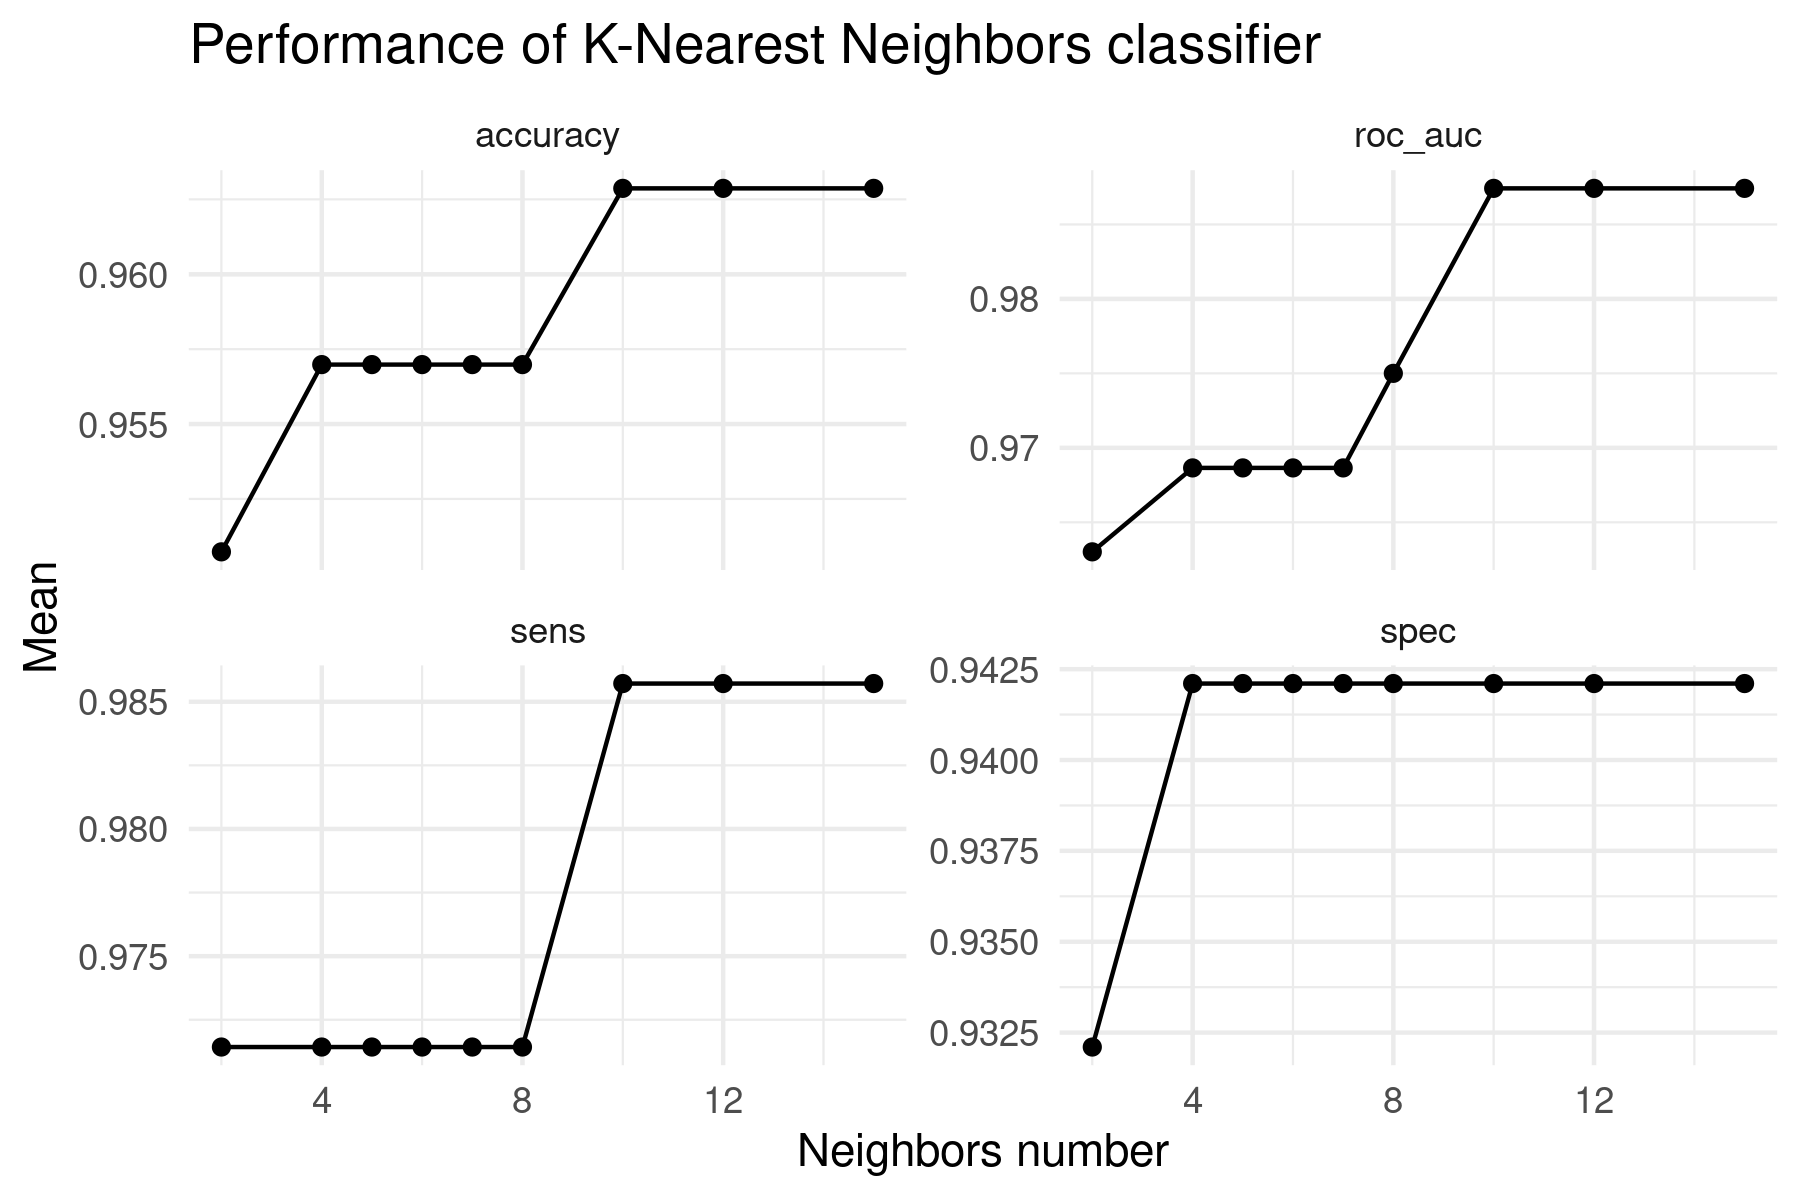 Performance of K-Nearest Neighbors classifier
accuracy
roc_auc
0.960
0.955
0.98
0.97
Mean
sens
spec
0.985
0.980
0.975
0.9425
0.9400
0.9375
0.9350
0.9325
4 8 12
4 8 12
Neighbors number